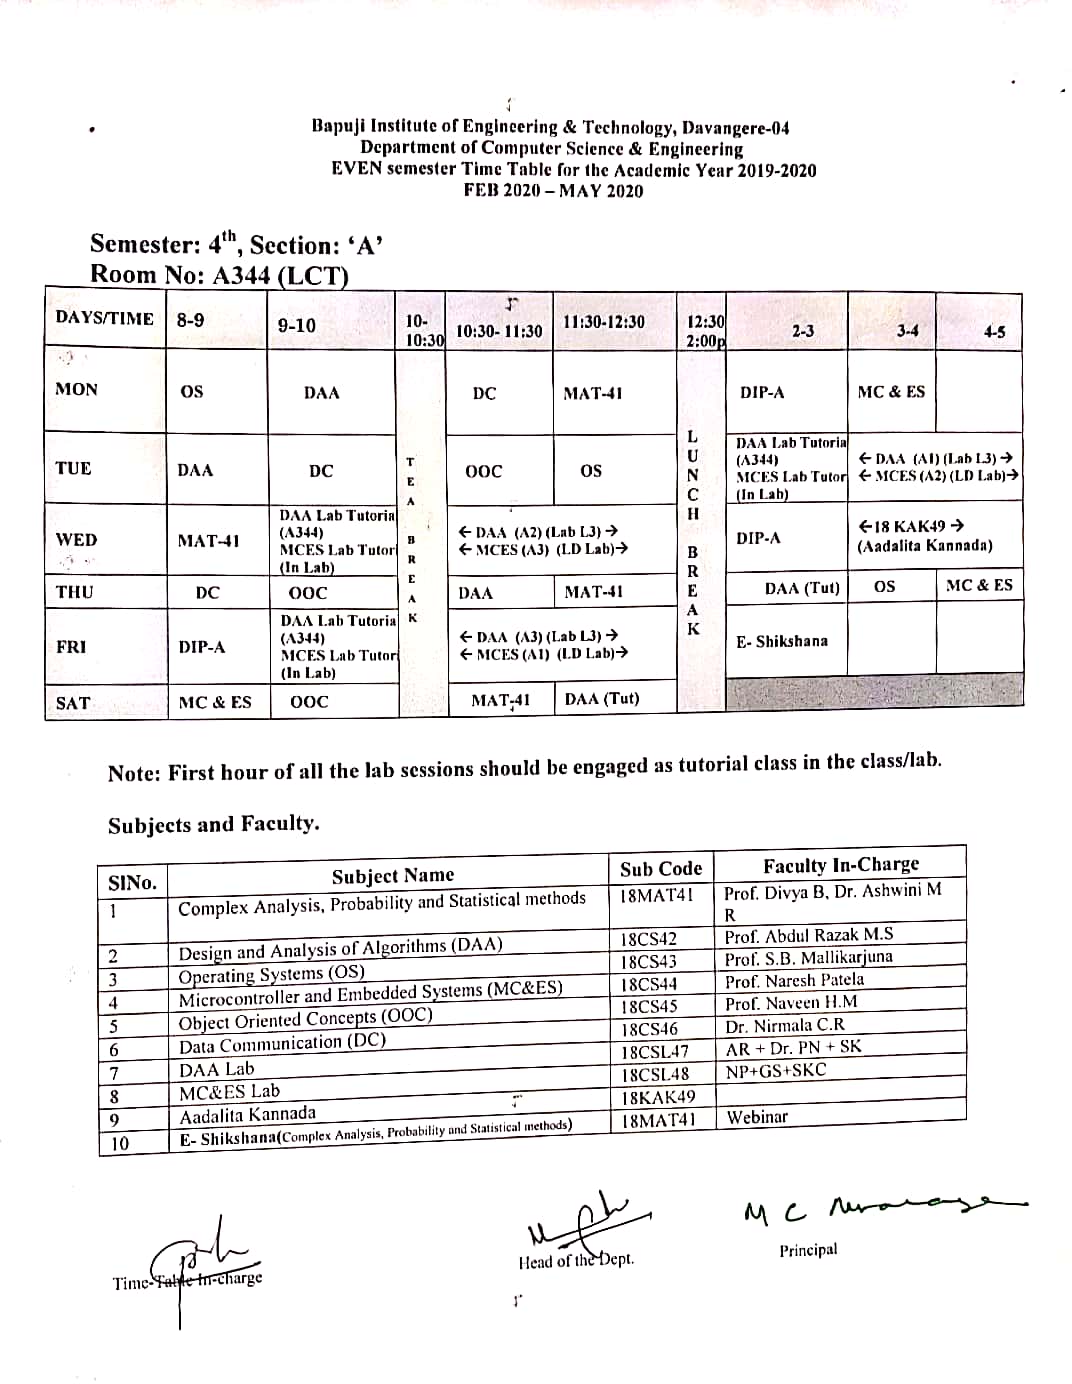 Bapuji Institute of Engineering & Technology, Davangere-04
Department of Computer Science & Engineering
EVEN semester Time Table for the Academic Year 2019-2020
FEB 2020 – MAY 2020
Semester: 4th, Section: ‘A’
Room No: A344 (LCT)
DAYS/TIME 8-9 9-10 10-10:30 10:30- 11:30 11:30-12:30 12:30 2:00p 2-3 3-4 4-5
MON OS DAA DC MAT-41 DIP-A MC & ES
TUE DAA DC OOC OS DAA Lab Tutoria (A344) MCES Lab Tutor (In Lab) ← DAA (A1) (Lab L3) → ← MCES (A2) (LD Lab)→
WED MAT-41 DAA Lab Tutoria (A344) MCES Lab Tutor (In Lab) ← DAA (A2) (Lab L3) → ← MCES (A3) (LD Lab)→ DIP-A ←18 KAK49 → (Aadalita Kannada)
THU DC OOC DAA MAT-41 DAA (Tut) OS MC & ES
FRI DIP-A DAA Lab Tutoria (A344) MCES Lab Tutor (In Lab) ← DAA (A3) (Lab L3) → ← MCES (A1) (LD Lab)→ E- Shikshana
SAT MC & ES OOC MAT-41 DAA (Tut)
TEA BREAK
LUNCH BREAK
Note: First hour of all the lab sessions should be engaged as tutorial class in the class/lab.
Subjects and Faculty.
SlNo. Subject Name Sub Code Faculty In-Charge
1 Complex Analysis, Probability and Statistical methods 18MAT41 Prof. Divya B, Dr. Ashwini M R
2 Design and Analysis of Algorithms (DAA) 18CS42 Prof. Abdul Razak M.S
3 Operating Systems (OS) 18CS43 Prof. S.B. Mallikarjuna
4 Microcontroller and Embedded Systems (MC&ES) 18CS44 Prof. Naresh Patela
5 Object Oriented Concepts (OOC) 18CS45 Prof. Naveen H.M
6 Data Communication (DC) 18CS46 Dr. Nirmala C.R
7 DAA Lab 18CSL47 AR + Dr. PN + SK
8 MC&ES Lab 18CSL48 NP+GS+SKC
9 Aadalita Kannada 18KAK49
10 E- Shikshana(Complex Analysis, Probability and Statistical methods) 18MAT41 Webinar
M C
Time-Table In-charge
Head of the Dept.
Principal